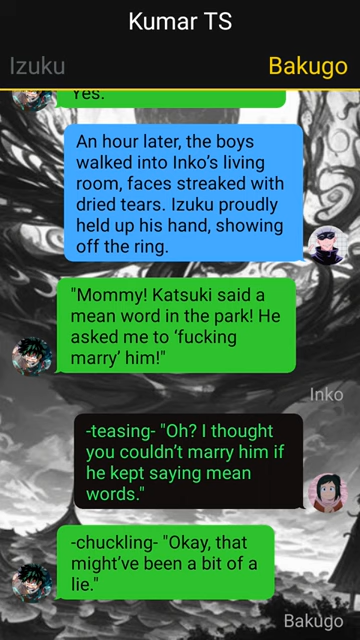 Kumar TS
Izuku
Bakugo
Yes.
An hour later, the boys
walked into Inko’s living
room, faces streaked with
dried tears. Izuku proudly
held up his hand, showing
off the ring.
"Mommy! Katsuki said a
mean word in the park! He
asked me to ‘fucking
marry’ him!"
Inko
-teasing- "Oh? I thought
you couldn’t marry him if
he kept saying mean
words."
-chuckling- "Okay, that
might’ve been a bit of a
lie."
Bakugo